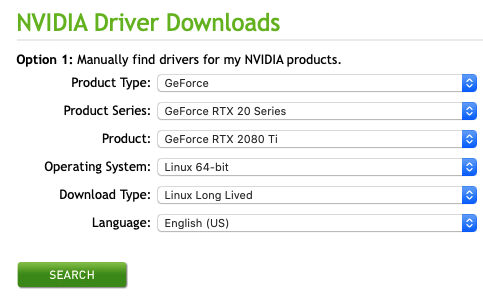 NVIDIA Driver Downloads
Option 1: Manually find drivers for my NVIDIA products.
Product Type: GeForce
Product Series: GeForce RTX 20 Series
Product: GeForce RTX 2080 Ti
Operating System: Linux 64-bit
Download Type: Linux Long Lived
Language: English (US)
SEARCH